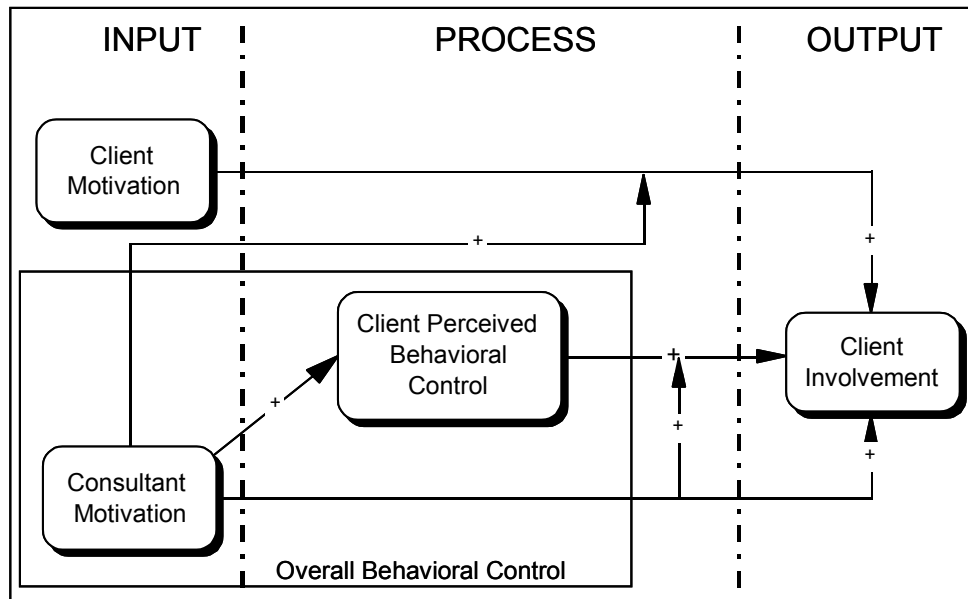 INPUT
PROCESS
OUTPUT
Client
Motivation
+
+
Client Perceived
Behavioral
Control
+
Client
Involvement
+
+
+
Consultant
Motivation
Overall Behavioral Control